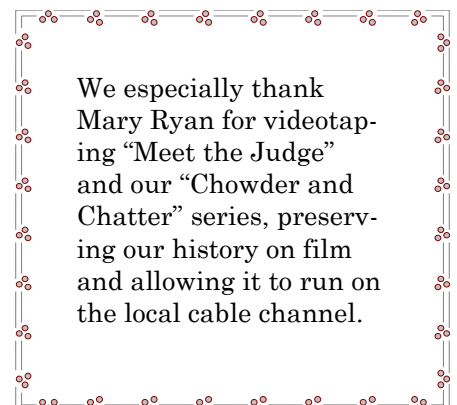 We especially thank
Mary Ryan for videotap-
ing “Meet the Judge”
and our “Chowder and
Chatter” series, preserv-
ing our history on film
and allowing it to run on
the local cable channel.